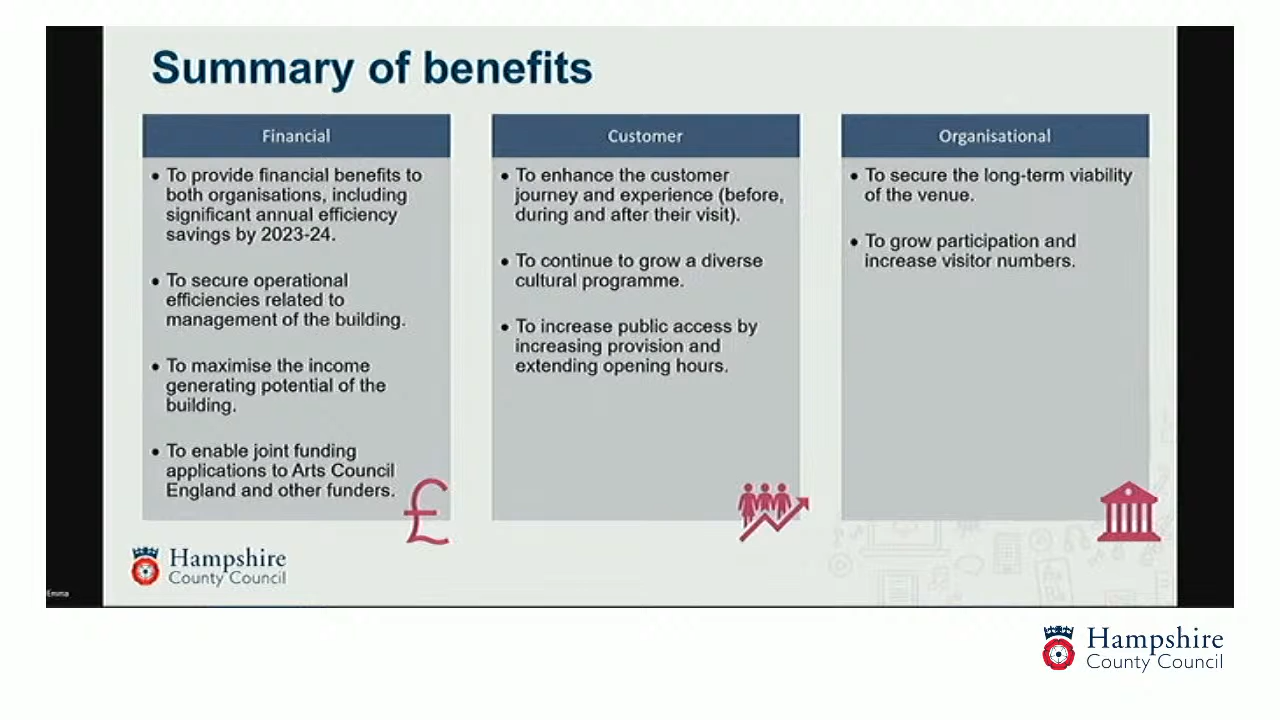 Summary of benefits
Financial
• To provide financial benefits to
both organisations, including
significant annual efficiency
savings by 2023-24.
• To secure operational
efficiencies related to
management of the building.
• To maximise the income
generating potential of the
building.
• To enable joint funding
applications to Arts Council
England and other funders.
£
Customer
• To enhance the customer
journey and experience (before,
during and after their visit).
• To continue to grow a diverse
cultural programme.
• To increase public access by
increasing provision and
extending opening hours.
Organisational
• To secure the long-term viability
of the venue.
• To grow participation and
increase visitor numbers.
Hampshire
County Council
Emma
Hampshire
County Council